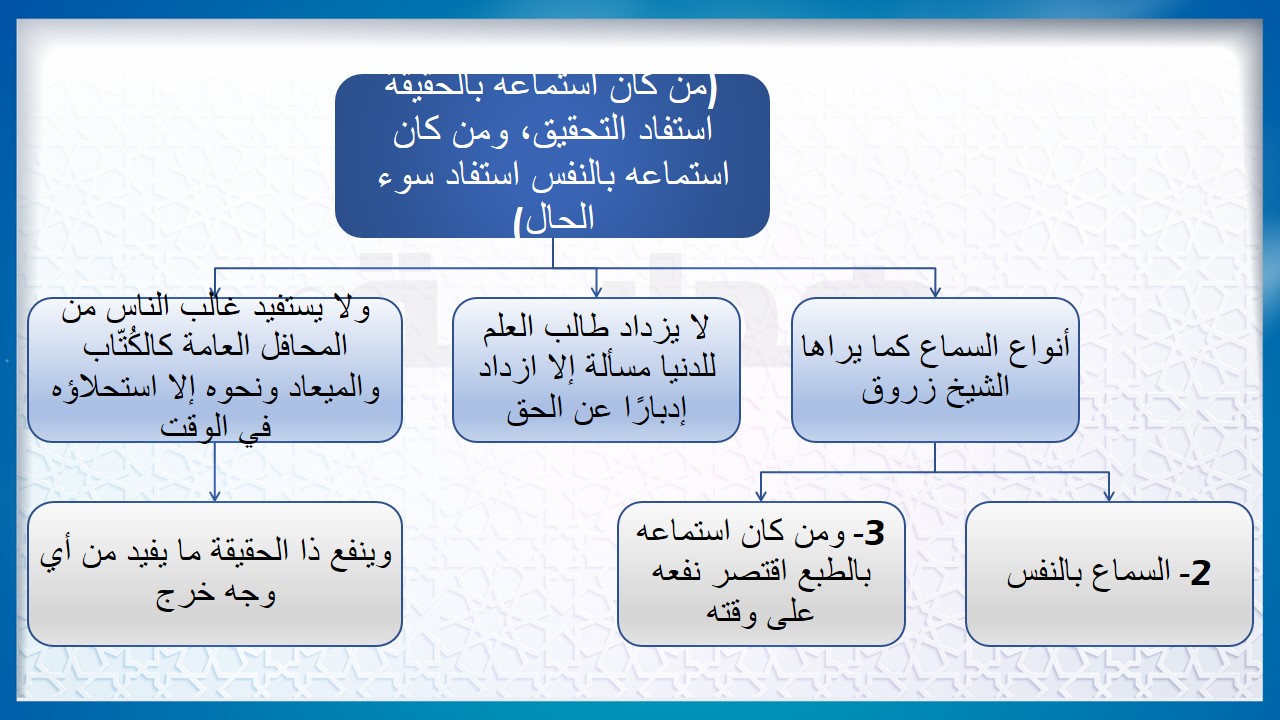 (من كان استماعه بالحقيقة
استفاد التحقيق، ومن كان
استماعه بالنفس استفاد سوء
الحال)
أنواع السماع كما يراها
الشيخ زروق
لا يزداد طالب العلم
للدنيا مسألة إلا ازداد
إدبارًا عن الحق
ولا يستفيد غالب الناس من
المحافل العامة كالكُتّاب
والميعاد ونحوه إلا استحلاؤه
في الوقت
2- السماع بالنفس
3- ومن كان استماعه
بالطبع اقتصر نفعه
على وقته
وينفع ذا الحقيقة ما يفيد من أي
وجه خرج